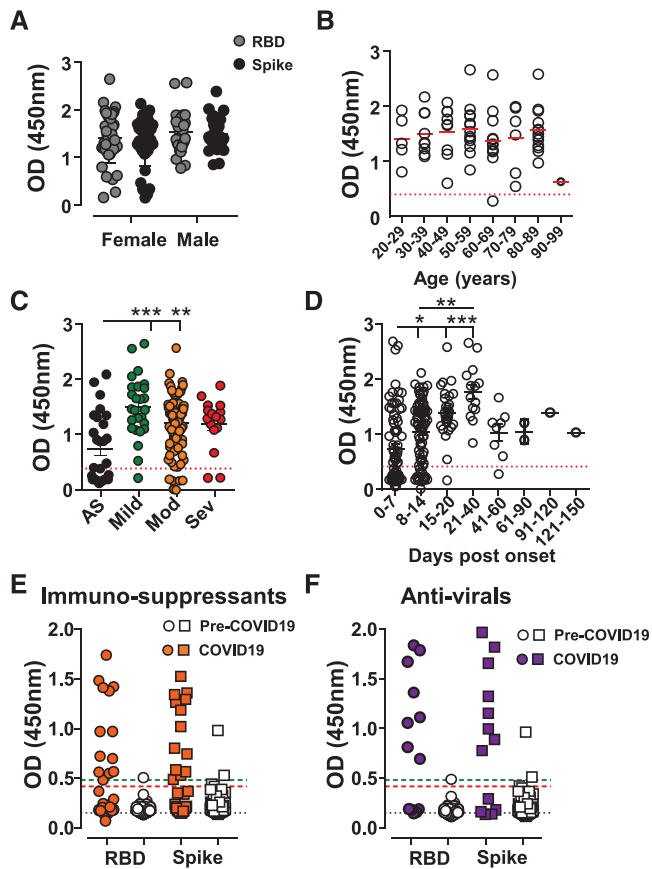 A
RBD
Spike
OD (450nm)
3
2
1
0
Female Male
B
OD (450nm)
3
2
1
0
20-29 30-39 40-49 50-59 60-69 70-79 80-89 90-99
Age (years)
C
*** **
OD (450nm)
3
2
1
0
AS Mild Mod Sev
D
**
* ***
OD (450nm)
3
2
1
0
0-7 8-14 15-20 21-40 41-60 61-90 91-120 121-150
Days post onset
E Immuno-suppressants
Pre-COVID19
COVID19
OD (450nm)
2.0
1.5
1.0
0.5
0.0
RBD Spike
F Anti-virals
Pre-COVID19
COVID19
OD (450nm)
2.0
1.5
1.0
0.5
0.0
RBD Spike